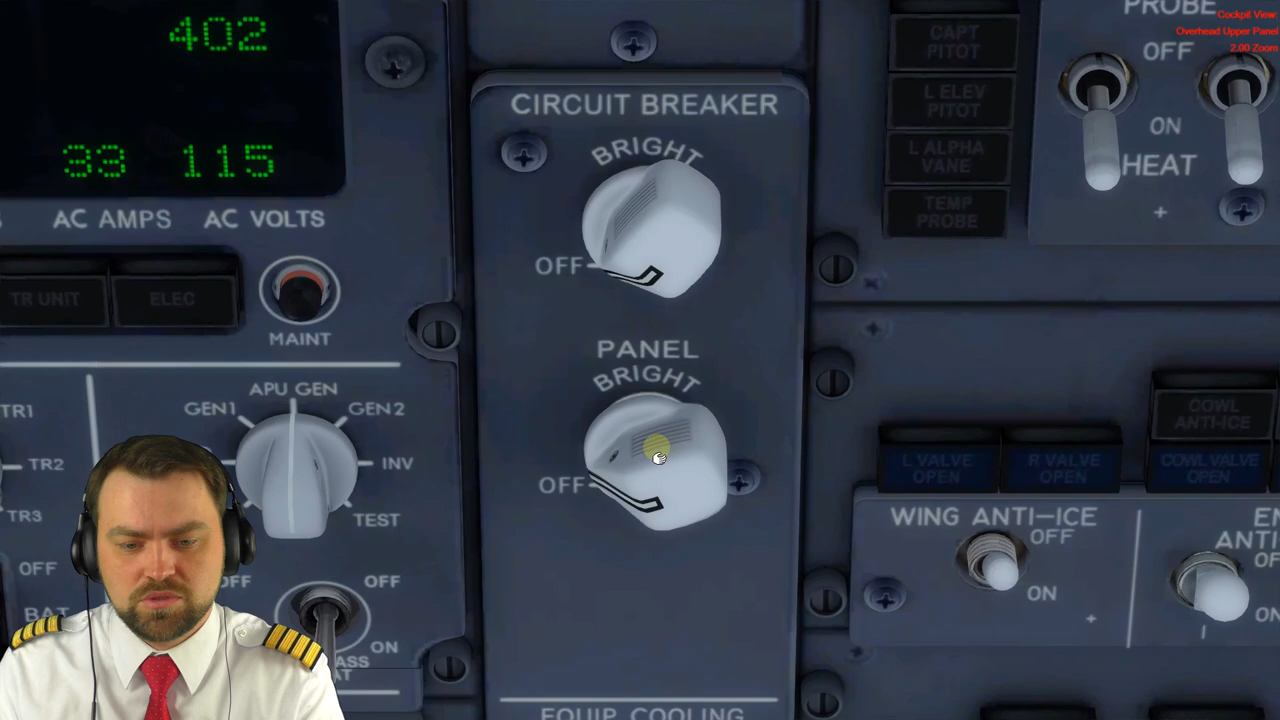 402
33 115
AC AMPS AC VOLTS
TR UNIT
ELEC
MAINT
APU GEN
GEN1
GEN2
TR1
TR2
TR3
INV
TEST
OFF
OFF
OFF
BAT
ON
CIRCUIT BREAKER
BRIGHT
OFF
PANEL
BRIGHT
OFF
EQUIP COOLING
CAPT
PITOT
L ELEV
PITOT
L ALPHA
VANE
TEMP
PROBE
PROBE
OFF
ON
HEAT
+
Cockpit View:
Overhead Upper Panel
2.00 Zoom
COWL
ANTI-ICE
L VALVE
OPEN
R VALVE
OPEN
COWL VALVE
OPEN
WING ANTI-ICE
OFF
ON
+